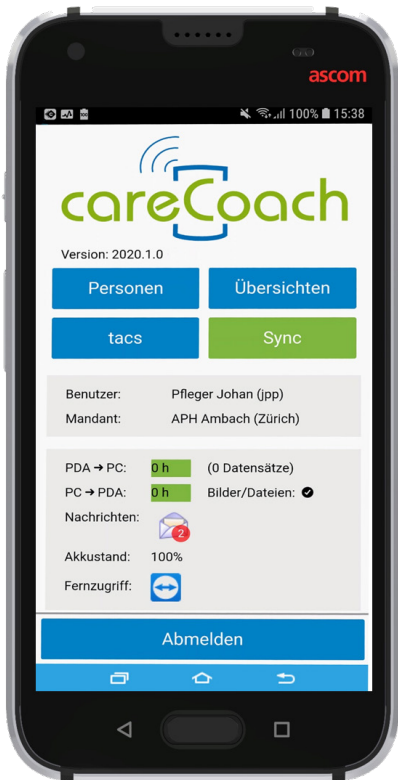 ascom
100% 15:38
careCoach
Version: 2020.1.0
Personen Übersichten
tacs Sync
Benutzer: Pfleger Johan (jpp)
Mandant: APH Ambach (Zürich)
PDA → PC: 0 h (0 Datensätze)
PC → PDA: 0 h Bilder/Dateien:
Nachrichten: 2
Akkustand: 100%
Fernzugriff:
Abmelden